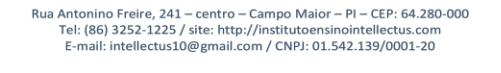 Rua Antonino Freire, 241 – centro – Campo Maior – PI – CEP: 64.280-000
Tel: (86) 3252-1225 / site: http://institutoensinointellectus.com
E-mail: intellectus10@gmail.com / CNPJ: 01.542.139/0001-20